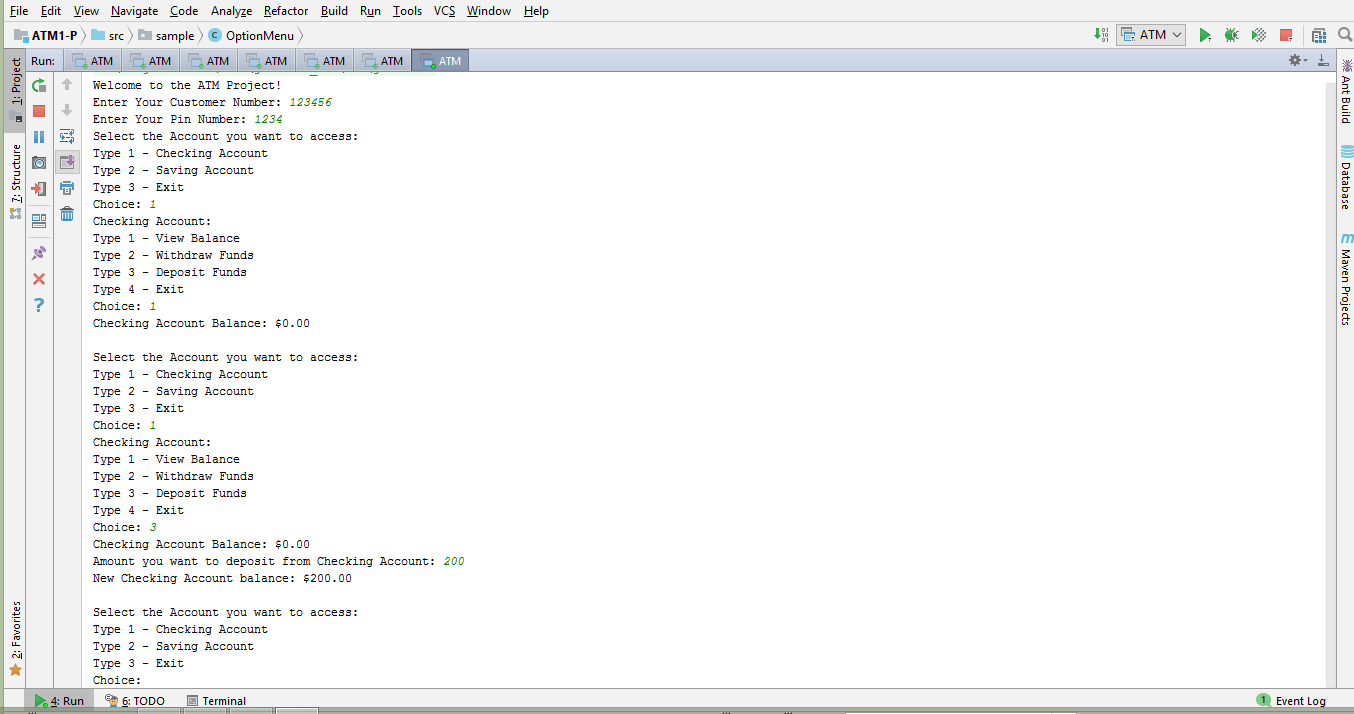 File Edit View Navigate Code Analyze Refactor Build Run Tools VCS Window Help
ATM1-P src sample OptionMenu ATM
Run: ATM ATM ATM ATM ATM ATM ATM
1: Project
7: Structure
2: Favorites
Welcome to the ATM Project!
Enter Your Customer Number: 123456
Enter Your Pin Number: 1234
Select the Account you want to access:
Type 1 - Checking Account
Type 2 - Saving Account
Type 3 - Exit
Choice: 1
Checking Account:
Type 1 - View Balance
Type 2 - Withdraw Funds
Type 3 - Deposit Funds
Type 4 - Exit
Choice: 1
Checking Account Balance: $0.00
Select the Account you want to access:
Type 1 - Checking Account
Type 2 - Saving Account
Type 3 - Exit
Choice: 1
Checking Account:
Type 1 - View Balance
Type 2 - Withdraw Funds
Type 3 - Deposit Funds
Type 4 - Exit
Choice: 3
Checking Account Balance: $0.00
Amount you want to deposit from Checking Account: 200
New Checking Account balance: $200.00
Select the Account you want to access:
Type 1 - Checking Account
Type 2 - Saving Account
Type 3 - Exit
Choice:
Ant Build
Database
Maven Projects
4: Run 6: TODO Terminal 1 Event Log